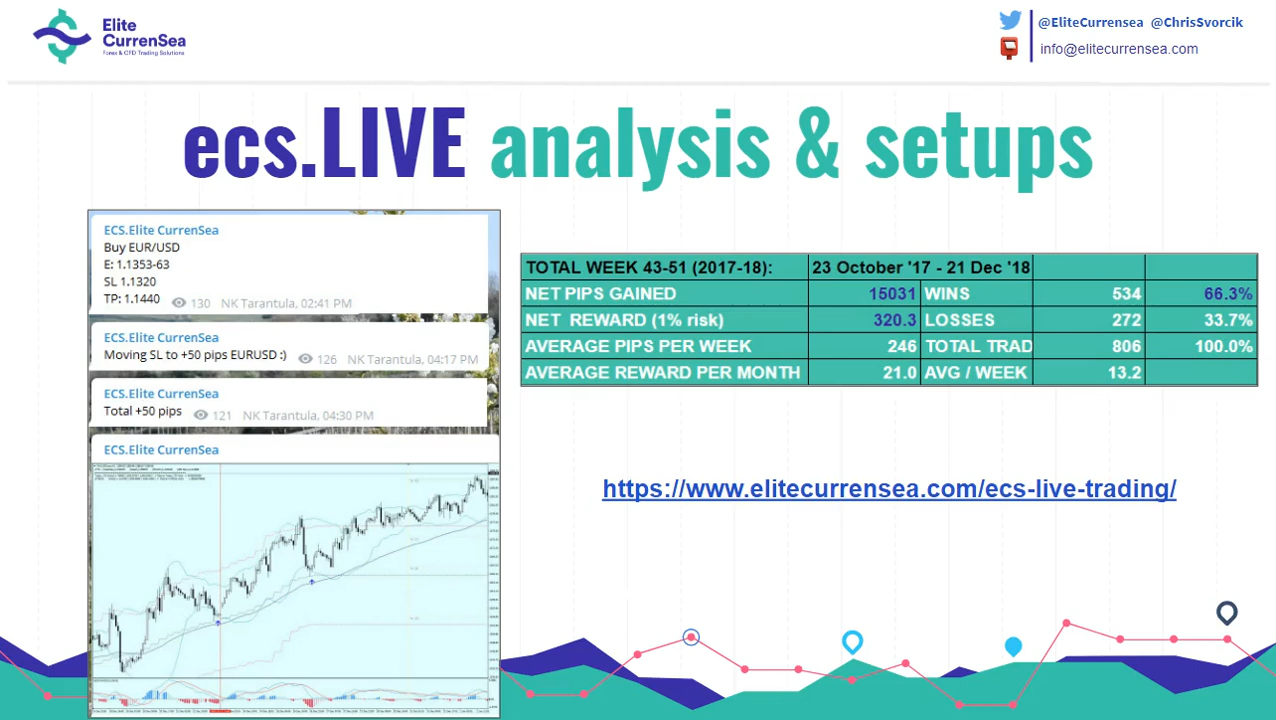 Elite
CurrenSea
Forex & CFD Trading Solutions
@EliteCurrensea @ChrisSvorcik
info@elitecurrensea.com
ecs.LIVE analysis & setups
ECS.Elite CurrenSea
Buy EUR/USD
E: 1.1353-63
SL 1.1320
TP: 1.1440 130 NK Tarantula, 02:41 PM
ECS.Elite CurrenSea
Moving SL to +50 pips EURUSD :) 126 NK Tarantula, 04:17 PM
ECS.Elite CurrenSea
Total +50 pips 121 NK Tarantula, 04:30 PM
ECS.Elite CurrenSea
TOTAL WEEK 43-51 (2017-18): 23 October '17 - 21 Dec '18
NET PIPS GAINED 15031 WINS 534 66.3%
NET REWARD (1% risk) 320.3 LOSSES 272 33.7%
AVERAGE PIPS PER WEEK 246 TOTAL TRAD 806 100.0%
AVERAGE REWARD PER MONTH 21.0 AVG / WEEK 13.2
https://www.elitecurrensea.com/ecs-live-trading/